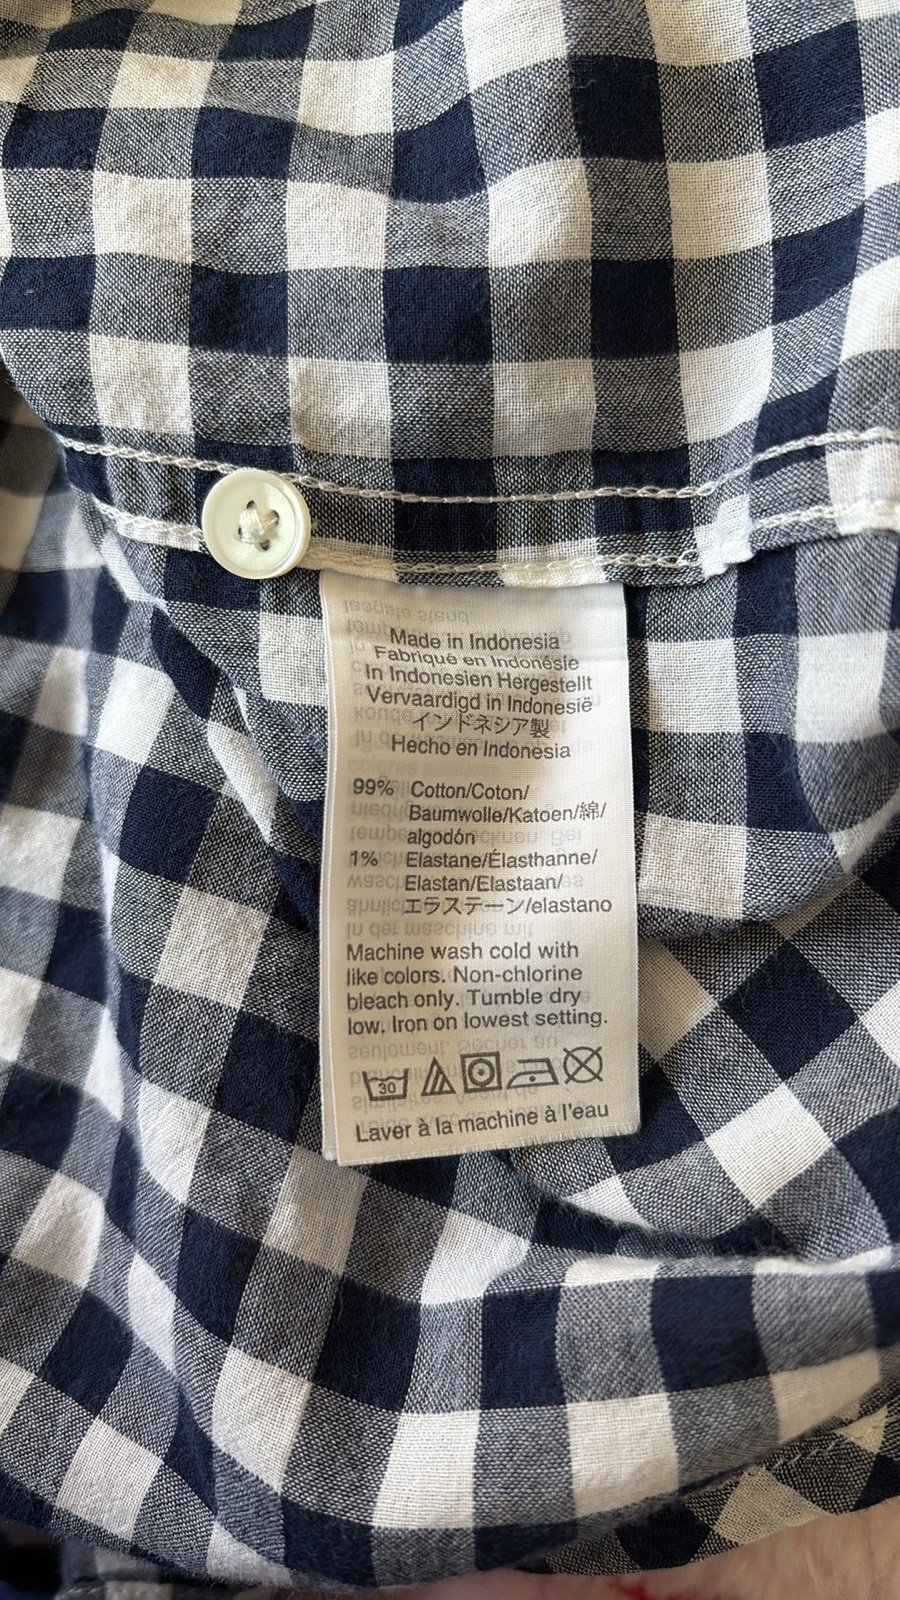 Made in Indonesia
Fabriqué en Indonésie
In Indonesien Hergestellt
Vervaardigd in Indonesië
インドネシア製
Hecho en Indonesia
99% Cotton/Coton/
Baumwolle/Katoen/綿/
algodón
1% Elastane/Élasthanne/
Elastan/Elastaan/
エラステーン/elastano
Machine wash cold with
like colors. Non-chlorine
bleach only. Tumble dry
low. Iron on lowest setting.
30
Laver à la machine à l'eau